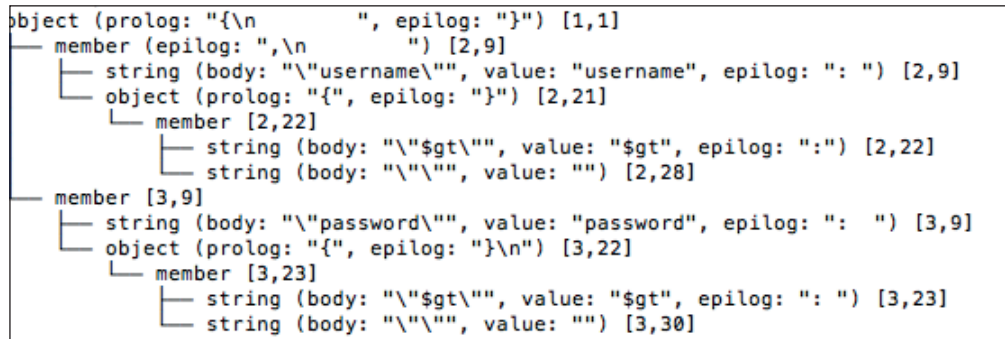 object (prolog: "{\n        ", epilog: "}") [1,1]
├── member (epilog: ",\n        ") [2,9]
│   ├── string (body: "\"username\"", value: "username", epilog: ": ") [2,9]
│   └── object (prolog: "{", epilog: "}") [2,21]
│       └── member [2,22]
│           ├── string (body: "\"$gt\"", value: "$gt", epilog: ":") [2,22]
│           └── string (body: "\"\"", value: "") [2,28]
└── member [3,9]
    ├── string (body: "\"password\"", value: "password", epilog: ":  ") [3,9]
    └── object (prolog: "{", epilog: "}\n") [3,22]
        └── member [3,23]
            ├── string (body: "\"$gt\"", value: "$gt", epilog: ": ") [3,23]
            └── string (body: "\"\"", value: "") [3,30]